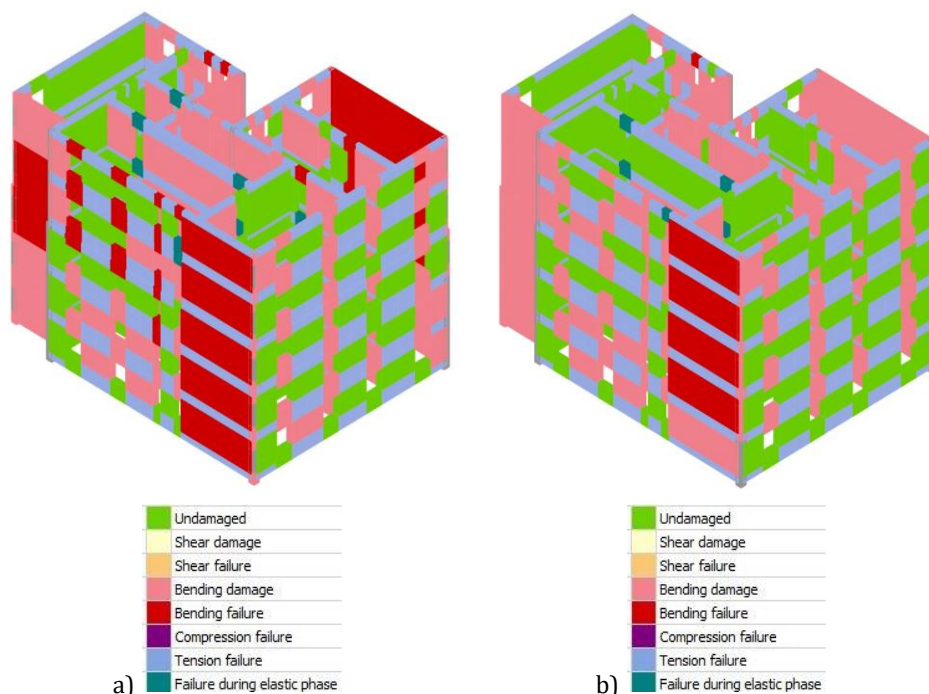 Undamaged
Shear damage
Shear failure
Bending damage
Bending failure
Compression failure
Tension failure
a) Failure during elastic phase
Undamaged
Shear damage
Shear failure
Bending damage
Bending failure
Compression failure
Tension failure
b) Failure during elastic phase